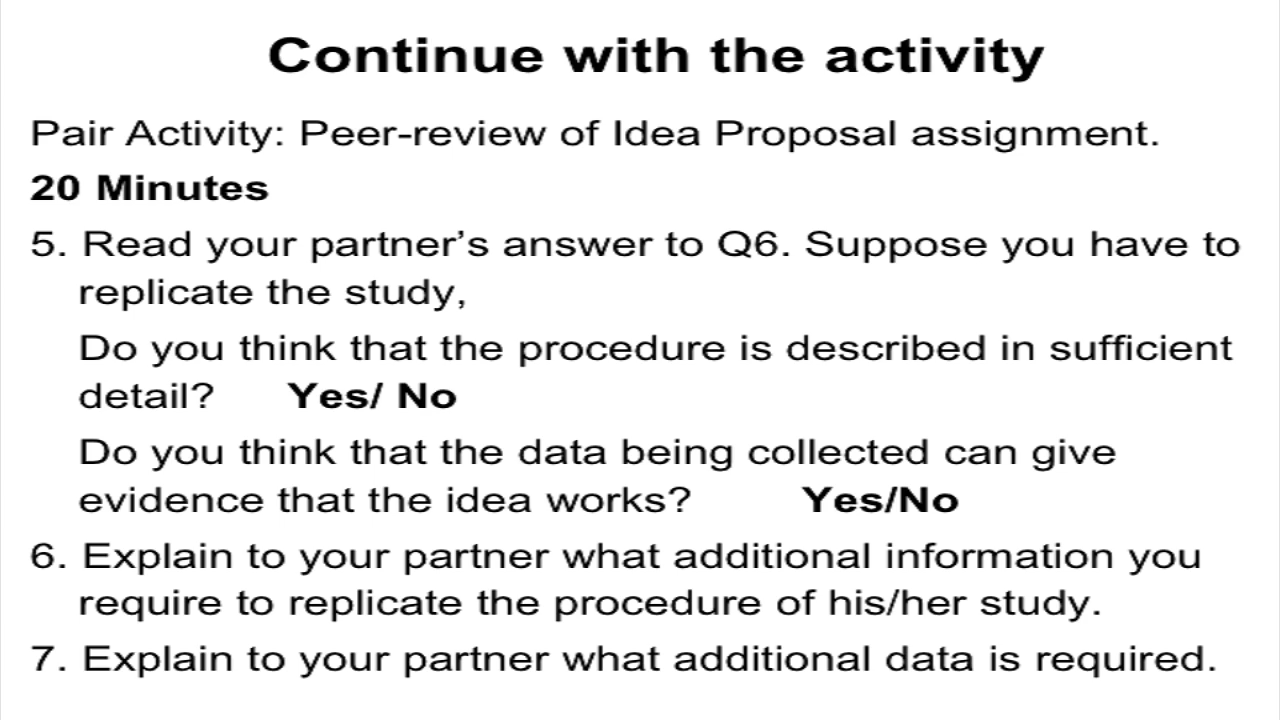 Continue with the activity
Pair Activity: Peer-review of Idea Proposal assignment.
20 Minutes
5. Read your partner’s answer to Q6. Suppose you have to
replicate the study,
Do you think that the procedure is described in sufficient
detail? Yes/ No
Do you think that the data being collected can give
evidence that the idea works? Yes/No
6. Explain to your partner what additional information you
require to replicate the procedure of his/her study.
7. Explain to your partner what additional data is required.